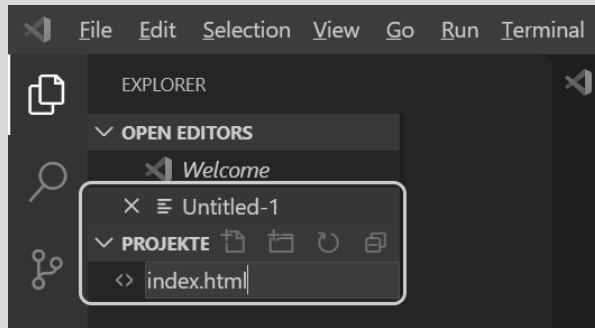 File Edit Selection View Go Run Terminal
EXPLORER
OPEN EDITORS
Welcome
Untitled-1
PROJEKTE
index.html